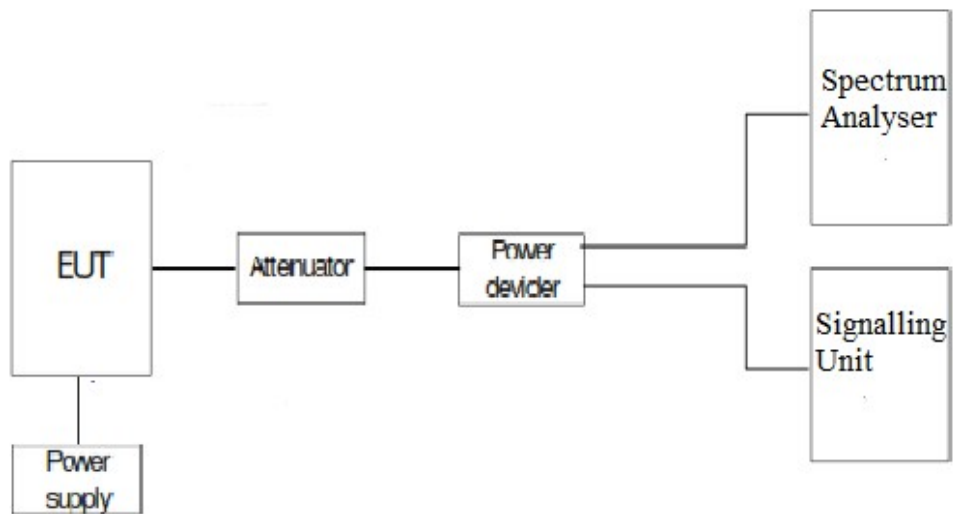 Spectrum
Analyser
EUT
Attenuator
Power
devider
Signalling
Unit
Power
supply